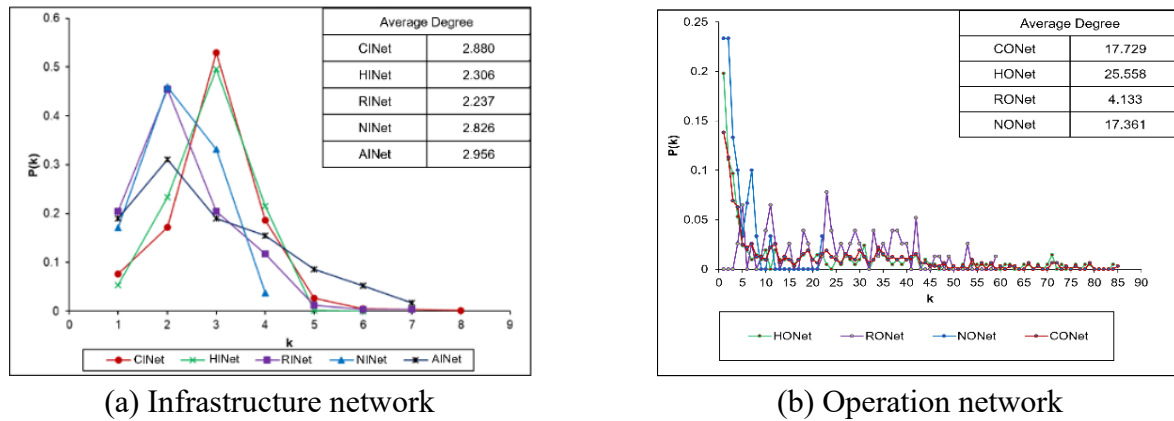 0.6
0.5
0.4
0.3
0.2
0.1
0
P(k)
0 1 2 3 4 5 6 7 8 9
k
Average Degree
CINet 2.880
HINet 2.306
RINet 2.237
NINet 2.826
AINet 2.956
CINet HINet RINet NINet AINet
(a) Infrastructure network
0.25
0.2
0.15
0.1
0.05
0
P(k)
0 5 10 15 20 25 30 35 40 45 50 55 60 65 70 75 80 85 90
k
Average Degree
CONet 17.729
HONet 25.558
RONet 4.133
NONet 17.361
HONet RONet NONet CONet
(b) Operation network